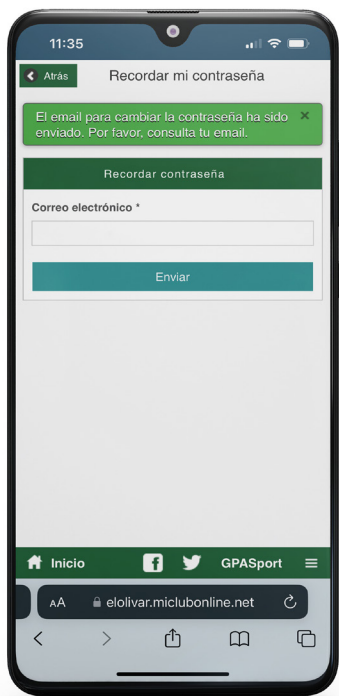 11:35
Atrás
Recordar mi contraseña
El email para cambiar la contraseña ha sido ×
enviado. Por favor, consulta tu email.
Recordar contraseña
Correo electrónico *
Enviar
Inicio
GPASport
AA
elolivar.miclubonline.net